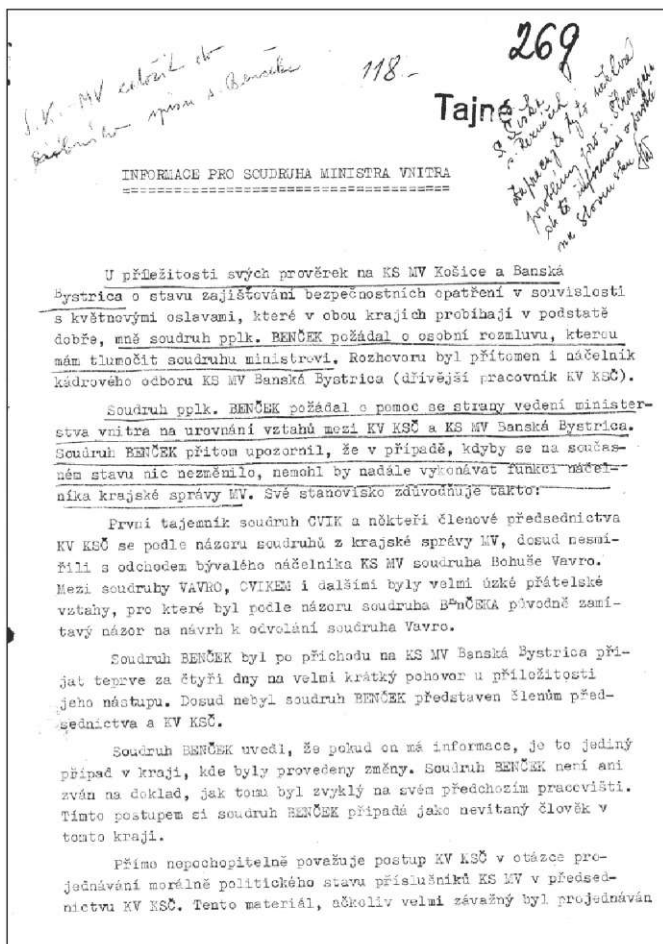 269
118.-
Tajné
S.K.-MV založit do
osobního spisu s. Benčeka
s. Liška
s.
na Slovensku
INFORMACE PRO SOUDRUHA MINISTRA VNITRA
=====================================
U příležitosti svých prověrek na KS MV Košice a Banská
Bystrica o stavu zajišťování bezpečnostních opatření v souvislosti
s květnovými oslavami, které v obou krajích probíhají v podstatě
dobře, mně soudruh pplk. BENČEK požádal o osobní rozmluvu, kterou
mám tlumočit soudruhu ministrovi. Rozhovoru byl přítomen i náčelník
kádrového odboru KS MV Banská Bystrica (dřívější pracovník KV KSČ).
Soudruh pplk. BENČEK požádal o pomoc se strany vedení minister-
stva vnitra na urovnání vztahů mezi KV KSČ a KS MV Banská Bystrica.
Soudruh BENČEK přitom upozornil, že v případě, kdyby se na součas-
ném stavu nic nezměnilo, nemohl by nadále vykonávat funkci náčel-
níka krajské správy MV. Své stanovisko zdůvodňuje takto:
První tajemník soudruh CVIK a někteří členové předsednictva
KV KSČ se podle názoru soudruhů z krajské správy MV, dosud nesmí-
řili s odchodem bývalého náčelníka KS MV soudruha Bohuše Vavro.
Mezi soudruhy VAVRO, CVIKEM i dalšími byly velmi úzké přátelské
vztahy, pro které byl podle názoru soudruha BenČEKA původně zamí-
tavý názor na návrh k odvolání soudruha Vavro.
Soudruh BENČEK byl po příchodu na KS MV Banská Bystrica při-
jat teprve za čtyři dny na velmi krátký pohovor u příležitosti
jeho nástupu. Dosud nebyl soudruh BENČEK představen členům před-
sednictva a KV KSČ.
Soudruh BENČEK uvedl, že pokud on má informace, je to jediný
případ v kraji, kde byly provedeny změny. Soudruh BENČEK není ani
zván na doklad, jak tomu byl zvyklý na svém předchozím pracovišti.
Tímto postupem si soudruh BENČEK připadá jako nevítaný člověk v
tomto kraji.
Přímo nepochopitelně považuje postup KV KSČ v otázce pro-
jednávání morálně politického stavu příslušníků KS MV v předsed-
nictvu KV KSČ. Tento materiál, ačkoliv velmi závažný byl projednáván